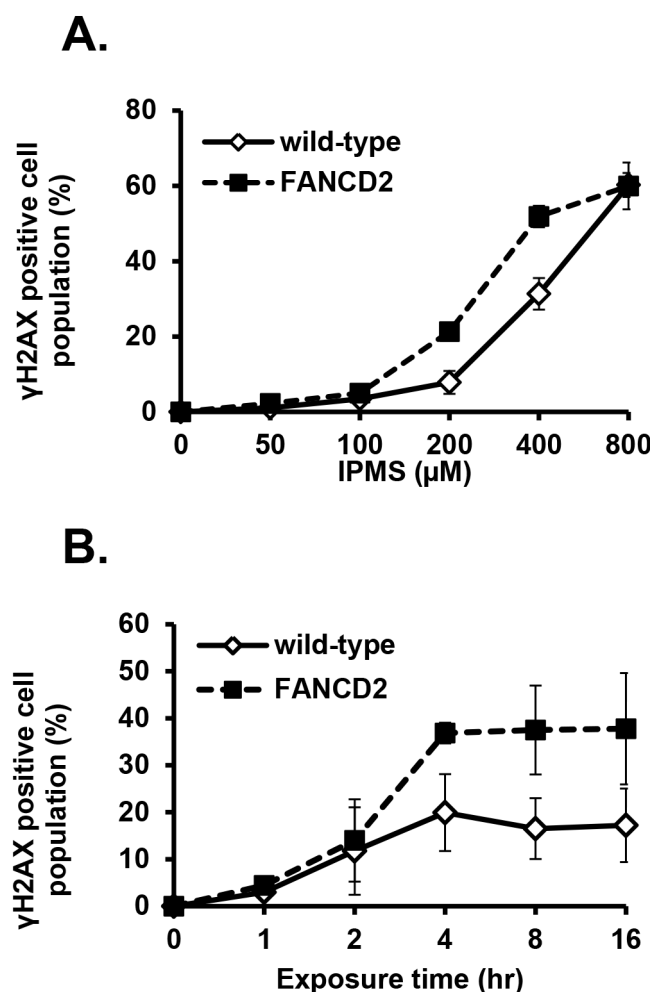 A.
γH2AX positive cell
population (%)
80
60
40
20
0
wild-type
FANCD2
0 50 100 200 400 800
IPMS (µM)
B.
γH2AX positive cell
population (%)
60
50
40
30
20
10
0
wild-type
FANCD2
0 1 2 4 8 16
Exposure time (hr)